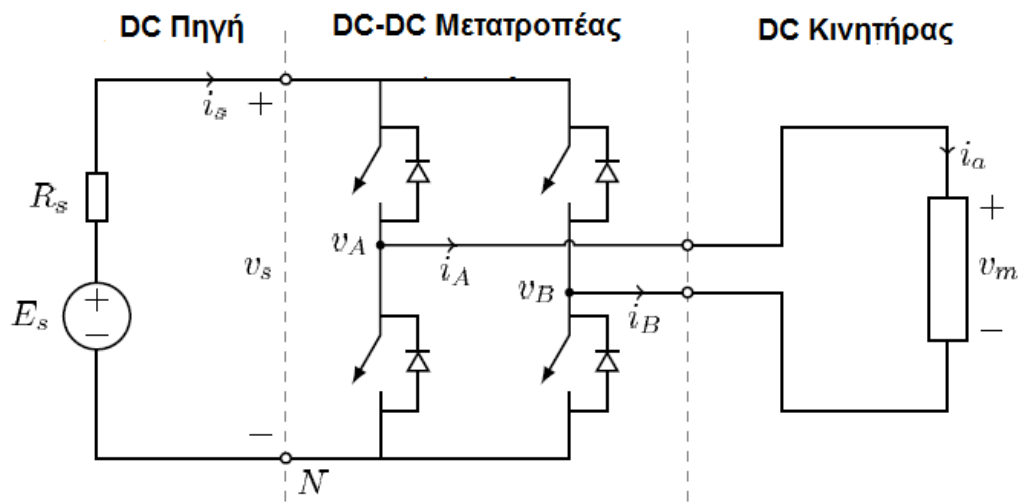 DC Πηγή
DC-DC Μετατροπέας
DC Κινητήρας
i_s
+
R_s
v_A
i_A
i_a
+
v_s
v_B
i_B
v_m
E_s
+
−
−
−
N